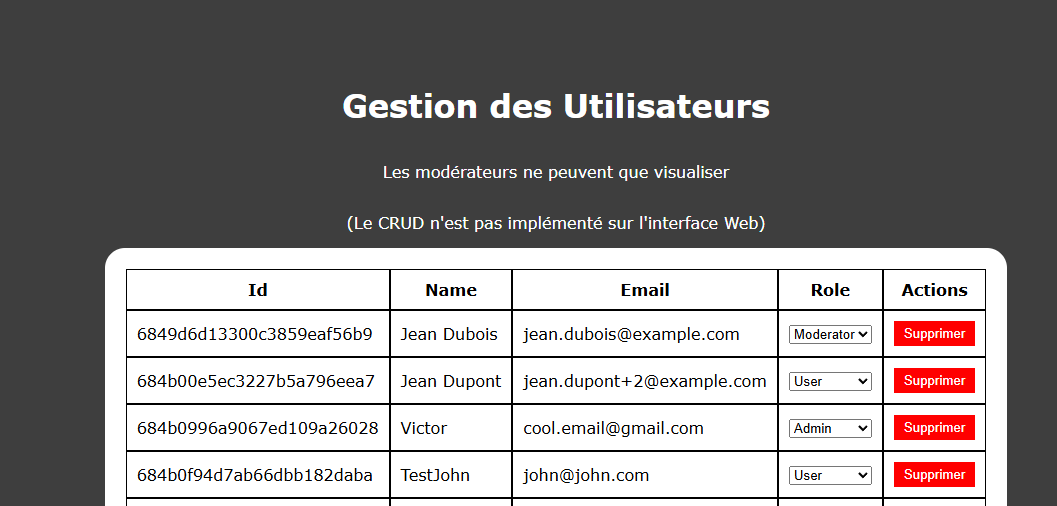 Gestion des Utilisateurs
Les modérateurs ne peuvent que visualiser
(Le CRUD n'est pas implémenté sur l'interface Web)
Id Name Email Role Actions
6849d6d13300c3859eaf56b9 Jean Dubois jean.dubois@example.com Moderator Supprimer
684b00e5ec3227b5a796eea7 Jean Dupont jean.dupont+2@example.com User Supprimer
684b0996a9067ed109a26028 Victor cool.email@gmail.com Admin Supprimer
684b0f94d7ab66dbb182daba TestJohn john@john.com User Supprimer